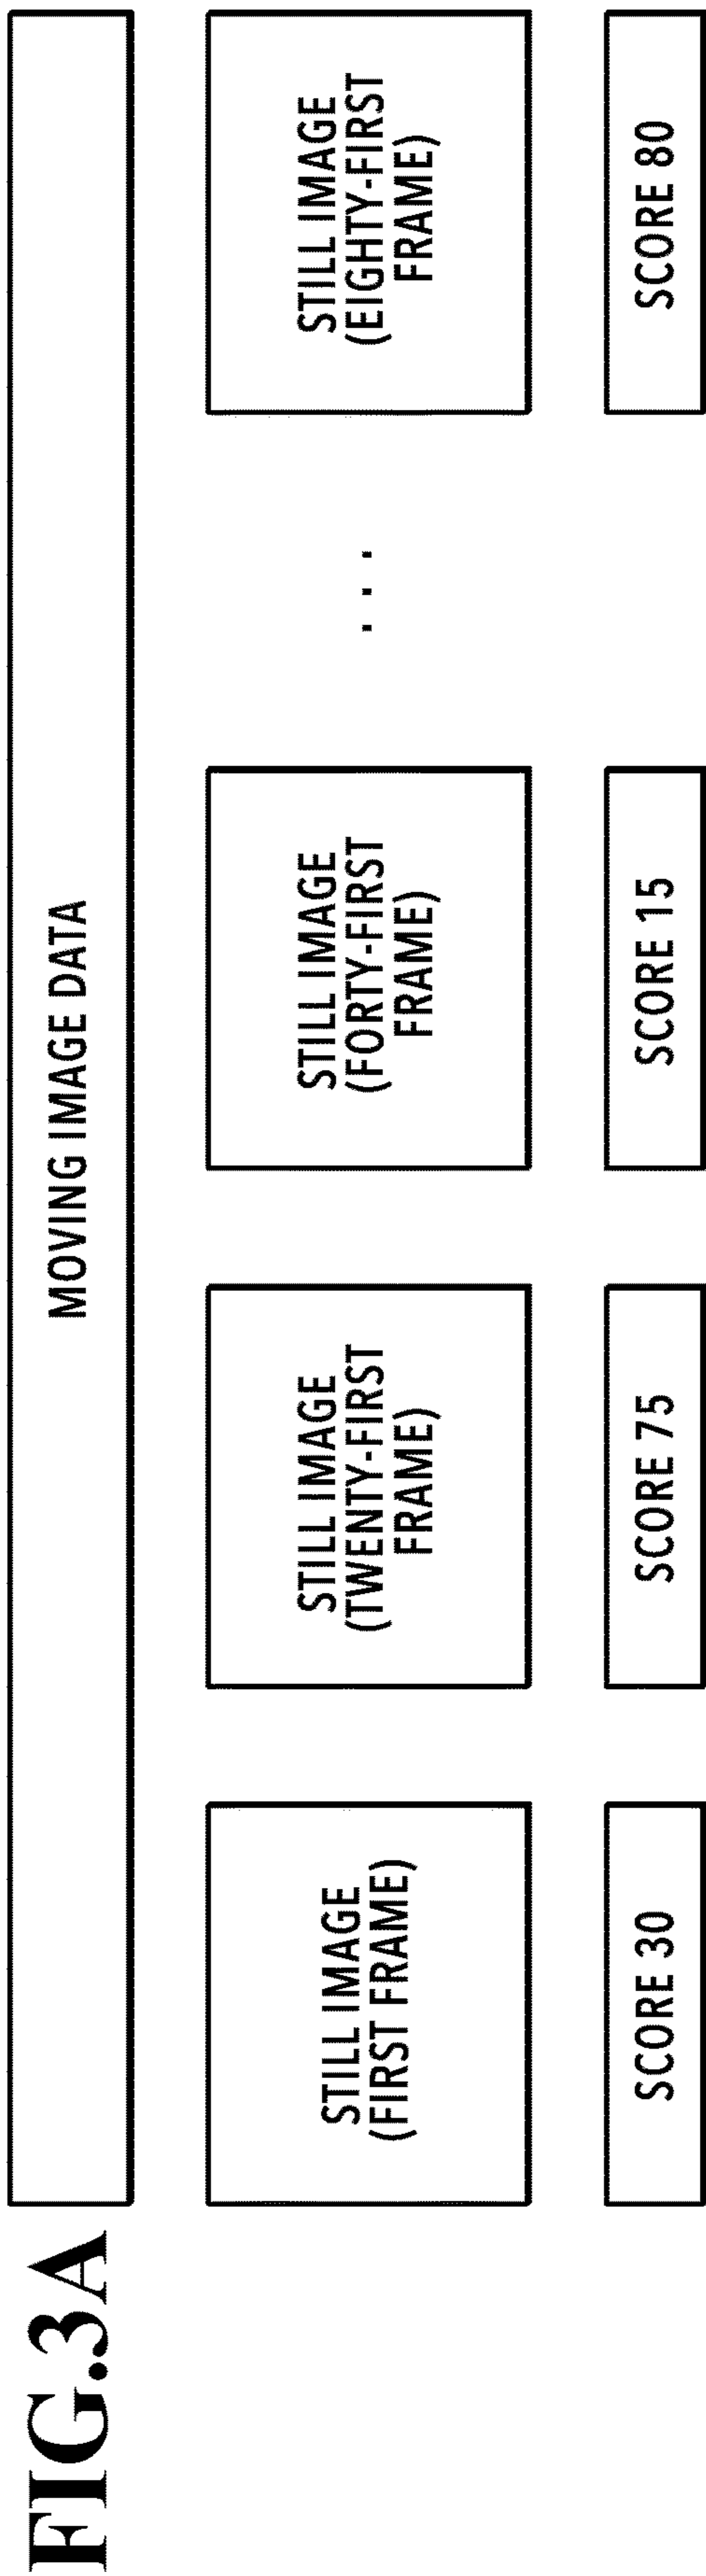 FIG.3A
MOVING IMAGE DATA
STILL IMAGE
(FIRST FRAME)
STILL IMAGE
(TWENTY-FIRST
FRAME)
STILL IMAGE
(FORTY-FIRST
FRAME)
...
STILL IMAGE
(EIGHTY-FIRST
FRAME)
SCORE 30
SCORE 75
SCORE 15
SCORE 80